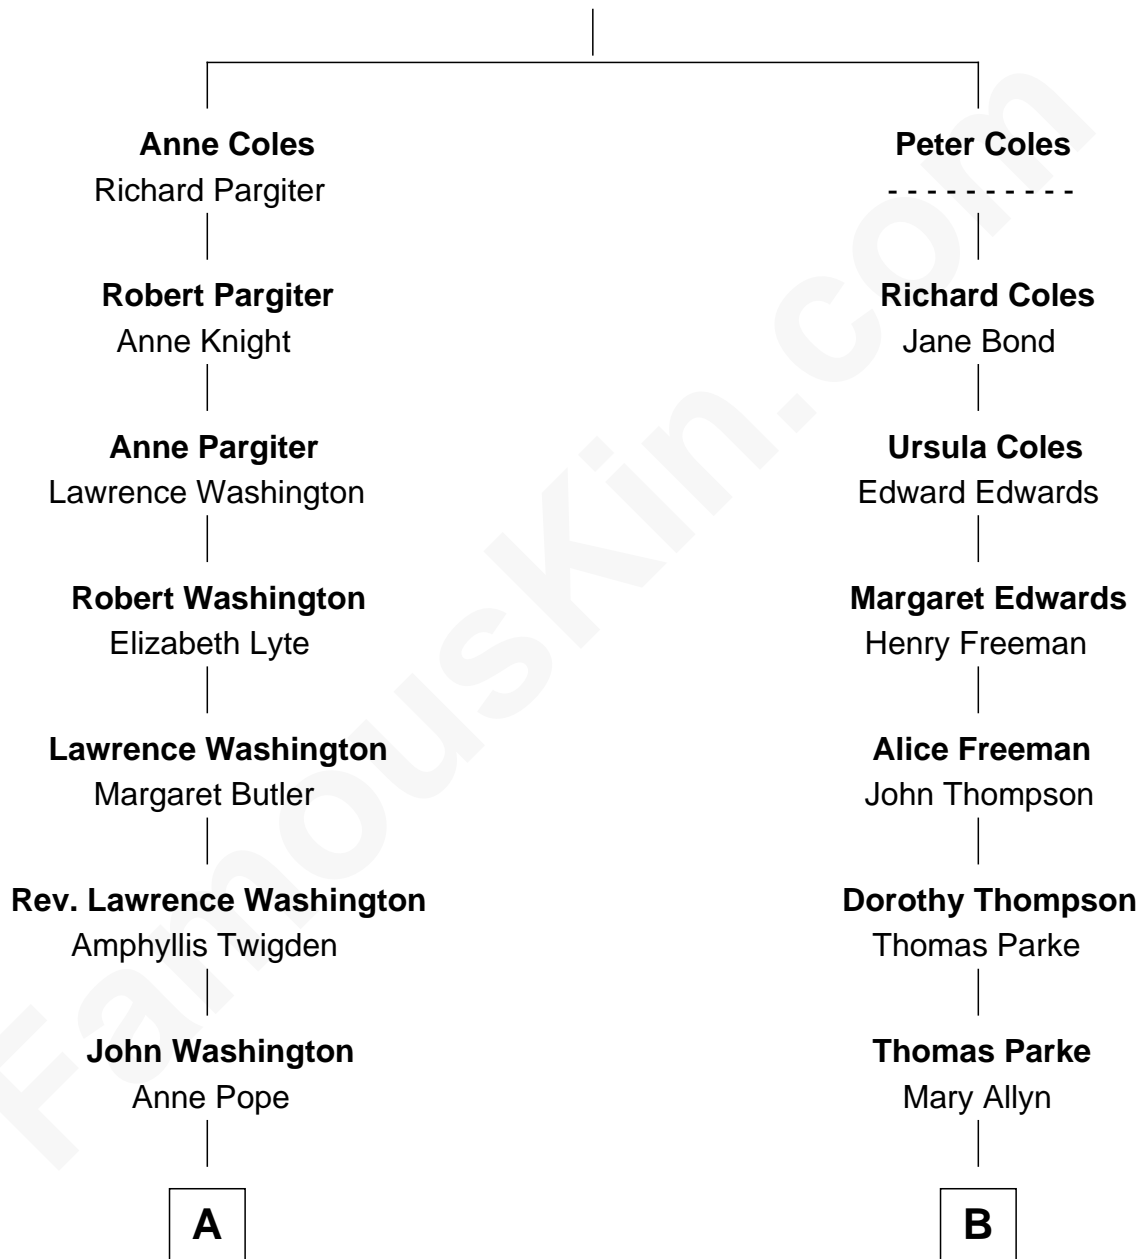 Anne Coles
Richard Pargiter
Peter Coles
- - - - - - - - - -
Robert Pargiter
Anne Knight
Richard Coles
Jane Bond
Anne Pargiter
Lawrence Washington
Ursula Coles
Edward Edwards
Robert Washington
Elizabeth Lyte
Margaret Edwards
Henry Freeman
Lawrence Washington
Margaret Butler
Alice Freeman
John Thompson
Rev. Lawrence Washington
Amphyllis Twigden
Dorothy Thompson
Thomas Parke
John Washington
Anne Pope
Thomas Parke
Mary Allyn
A
B
FamousKin.com